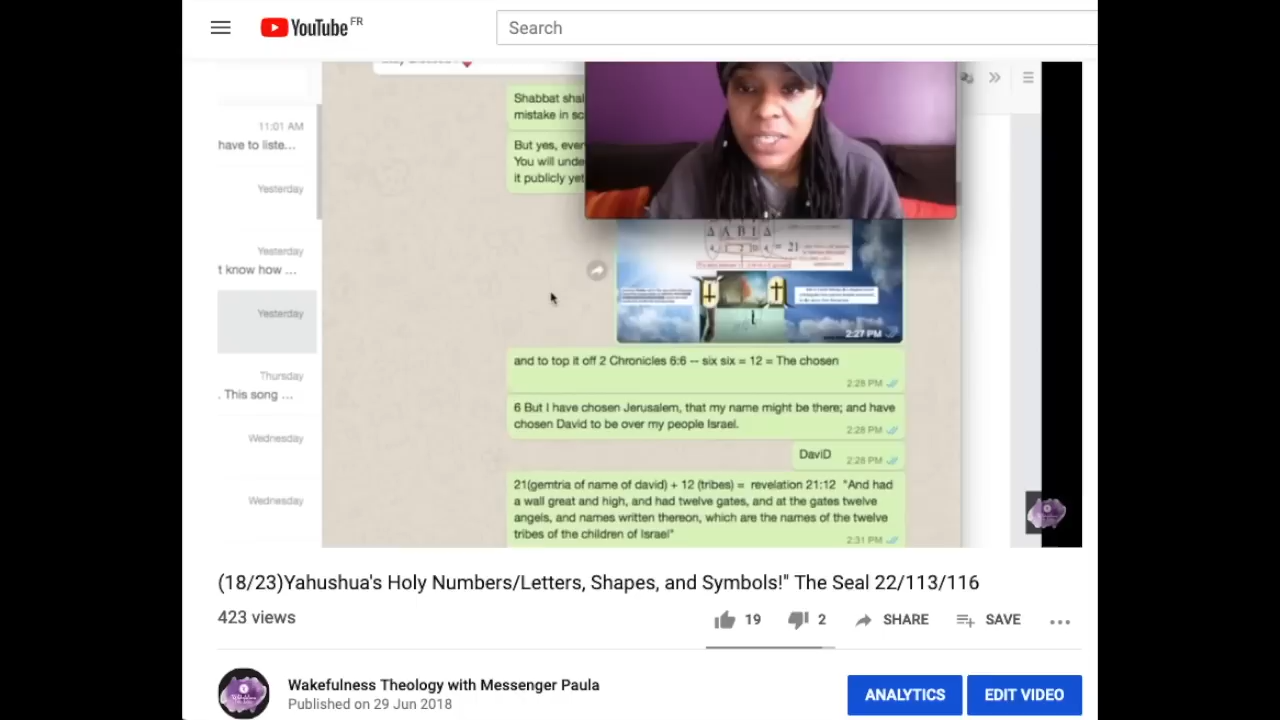 YouTube FR
Search
11:01 AM
have to liste...
Yesterday
Yesterday
t know how ...
Yesterday
Thursday
. This song ...
Wednesday
Wednesday
Shabbat shal
mistake in sc
But yes, ever
You will unde
it publicly yet
Δ A B I Δ
21
2:27 PM
and to top it off 2 Chronicles 6:6 -- six six = 12 = The chosen
2:28 PM
6 But I have chosen Jerusalem, that my name might be there; and have
chosen David to be over my people Israel.
2:28 PM
DaviD
2:28 PM
21(gemtria of name of david) + 12 (tribes) = revelation 21:12 "And had
a wall great and high, and had twelve gates, and at the gates twelve
angels, and names written thereon, which are the names of the twelve
tribes of the children of Israel"
2:31 PM
(18/23)Yahushua's Holy Numbers/Letters, Shapes, and Symbols!" The Seal 22/113/116
423 views
19
2
SHARE
SAVE
Wakefulness Theology with Messenger Paula
Published on 29 Jun 2018
ANALYTICS
EDIT VIDEO